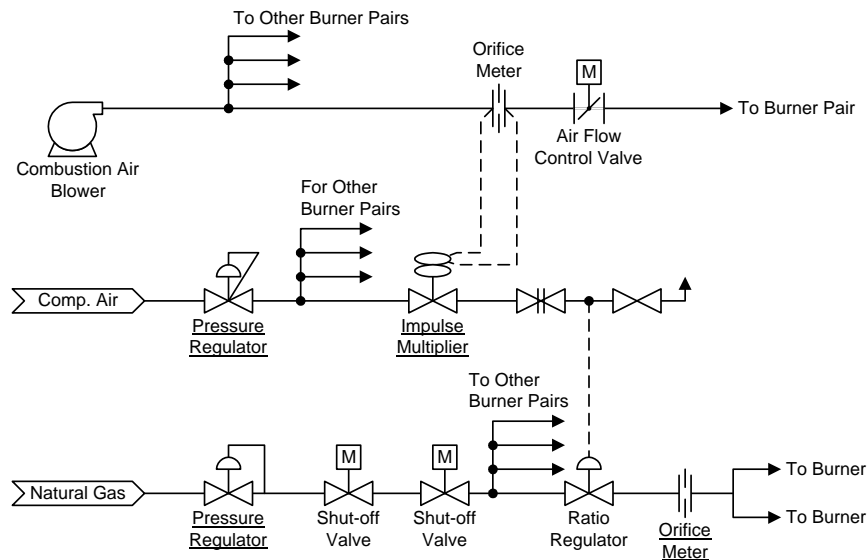 To Other Burner Pairs
Orifice
Meter
M
To Burner Pair
Air Flow
Control Valve
Combustion Air
Blower
For Other
Burner Pairs
Comp. Air
Pressure
Regulator
Impulse
Multiplier
To Other
Burner Pairs
M
M
To Burner
Natural Gas
To Burner
Pressure
Regulator
Shut-off
Valve
Shut-off
Valve
Ratio
Regulator
Orifice
Meter